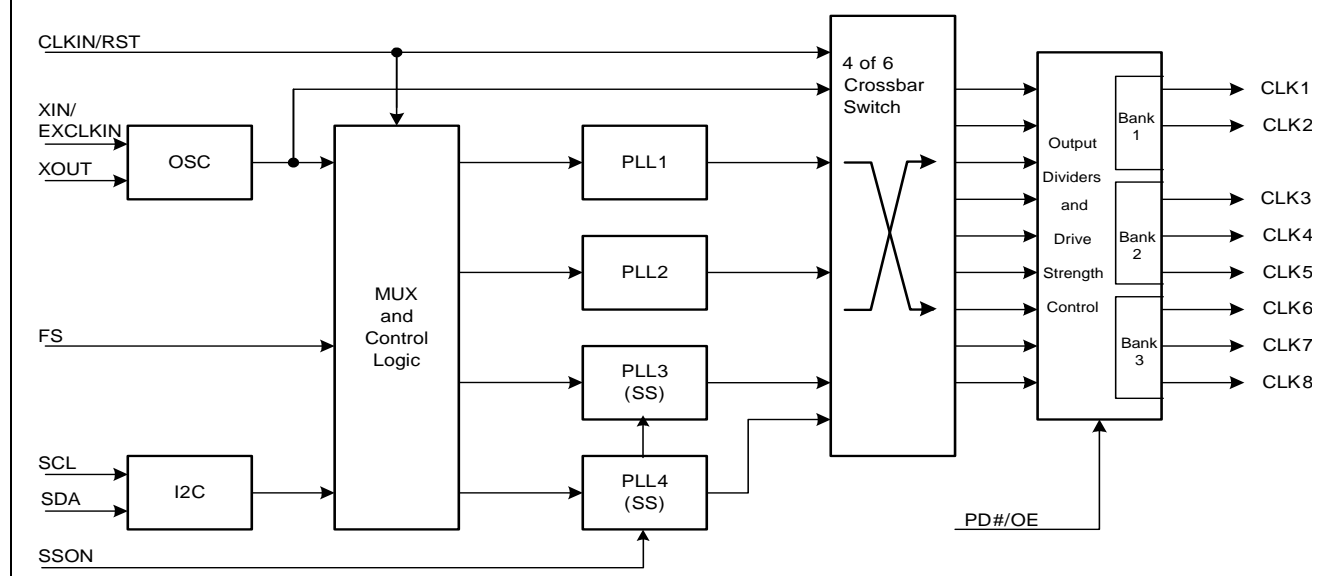 CLKIN/RST
XIN/
EXCLKIN
XOUT
OSC
FS
SCL
SDA
I2C
SSON
MUX
and
Control
Logic
PLL1
PLL2
PLL3
(SS)
PLL4
(SS)
4 of 6
Crossbar
Switch
Output
Dividers
and
Drive
Strength
Control
Bank
1
Bank
2
Bank
3
PD#/OE
CLK1
CLK2
CLK3
CLK4
CLK5
CLK6
CLK7
CLK8